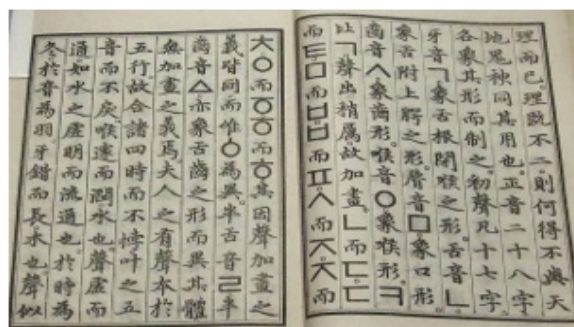 理而已。理既不二。則何得不與天
地鬼神同其用也。正音二十八字。
各象其形而制之。初聲凡十七字。
牙音ㄱ。象舌根閉喉之形。舌音ㄴ。
象舌附上腭之形。脣音ㅁ。象口形。
齒音ㅅ。象齒形。喉音ㅇ。象喉形。ㅋ
比ㄱ。聲出稍厲。故加畫。ㄴ而ㄷ。ㄷ
而ㅌ。ㅁ而ㅂ。ㅂ而ㅍ。ㅅ而ㅈ。ㅈ而
ㅊ。ㅇ而ㆆ。ㆆ而ㅎ。其因聲加畫之
義皆同。而唯ㆁ為異。半舌音ㄹ。半
齒音ㅿ。亦象舌齒之形而異其體。
無加畫之義焉。夫人之有聲本於
五行。故合諸四時而不悖。叶之五
音而不戾。喉邃而潤。水也。聲虛而
通。如水之虛明而流通也。於時為
冬。於音為羽。牙錯而長。木也。聲似